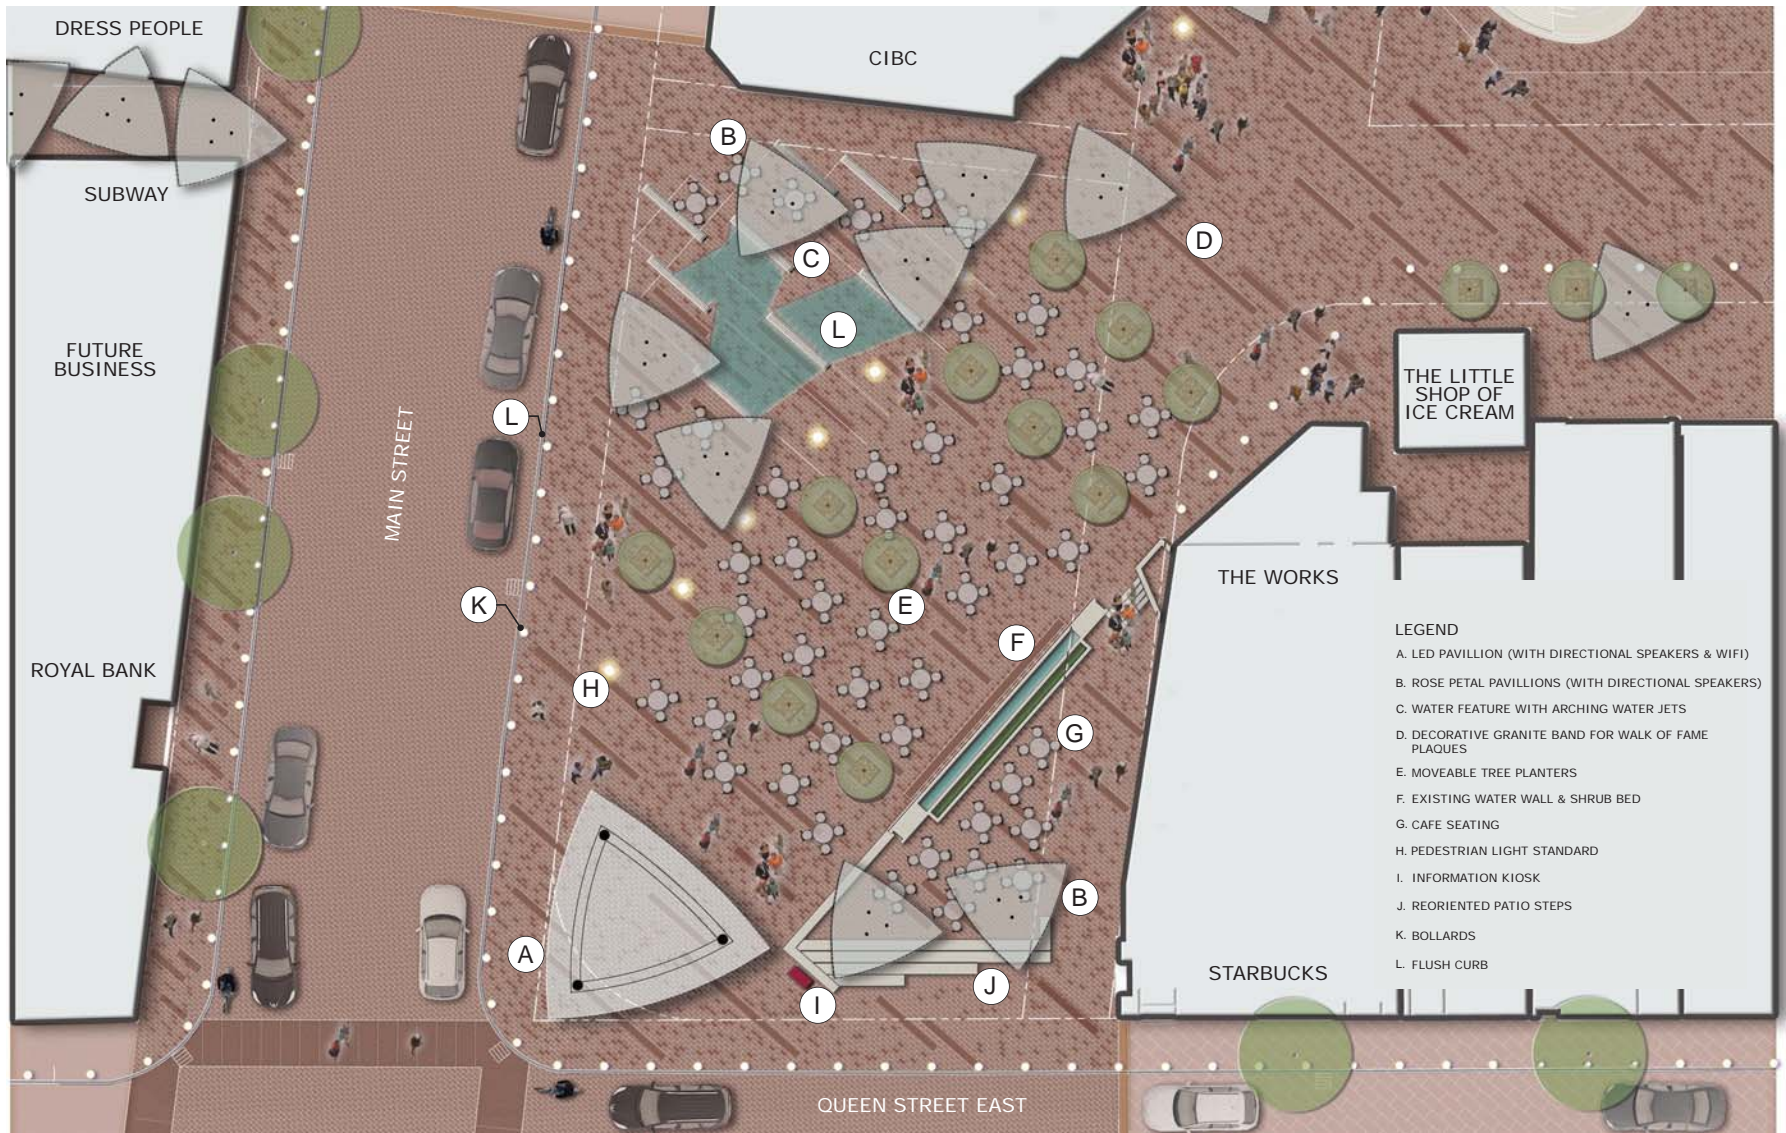 DRESS PEOPLE
CIBC
B
SUBWAY
D
C
L
FUTURE
BUSINESS
THE LITTLE
SHOP OF
ICE CREAM
L
MAIN STREET
THE WORKS
K
E
F
ROYAL BANK
H
G
B
A
J
I
STARBUCKS
QUEEN STREET EAST
LEGEND
A. LED PAVILLION (WITH DIRECTIONAL SPEAKERS & WIFI)
B. ROSE PETAL PAVILLIONS (WITH DIRECTIONAL SPEAKERS)
C. WATER FEATURE WITH ARCHING WATER JETS
D. DECORATIVE GRANITE BAND FOR WALK OF FAME
PLAQUES
E. MOVEABLE TREE PLANTERS
F. EXISTING WATER WALL & SHRUB BED
G. CAFE SEATING
H. PEDESTRIAN LIGHT STANDARD
I. INFORMATION KIOSK
J. REORIENTED PATIO STEPS
K. BOLLARDS
L. FLUSH CURB